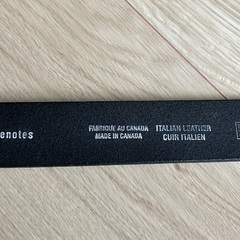 enotes
FABRIQUÉ AU CANADA
MADE IN CANADA
ITALIAN LEATHER
CUIR ITALIEN